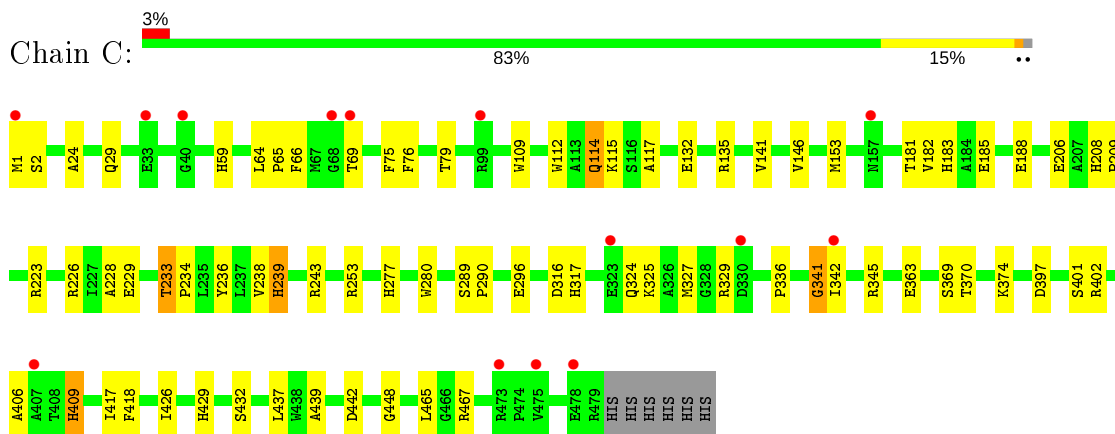 3%
Chain C:
83% 15% ••
M1 S2 A24 Q29 E33 G40 H59 L64 P65 F66 M67 G68 T69 F75 F76 T79 R99 W109 W112 A113 Q114 K115 S116 A117 E132 R135 V141 V146 M153 N157 T181 V182 H183 A184 E185 E188 E206 A207 H208
R223 R226 I227 A228 E229 T233 P234 L235 Y236 L237 V238 H239 R243 R253 H277 W280 S289 P290 E296 D316 H317 E323 Q324 K325 A326 M327 G328 R329 D330 P336 G341 I342 R345 E363 S369 T370 K374 D397 S401 R402
A406 A407 T408 H409 I417 F418 I426 H429 S432 L437 W438 A439 D442 G448 L465 G466 R467 R473 P474 V475 E478 R479 HIS HIS HIS HIS HIS HIS